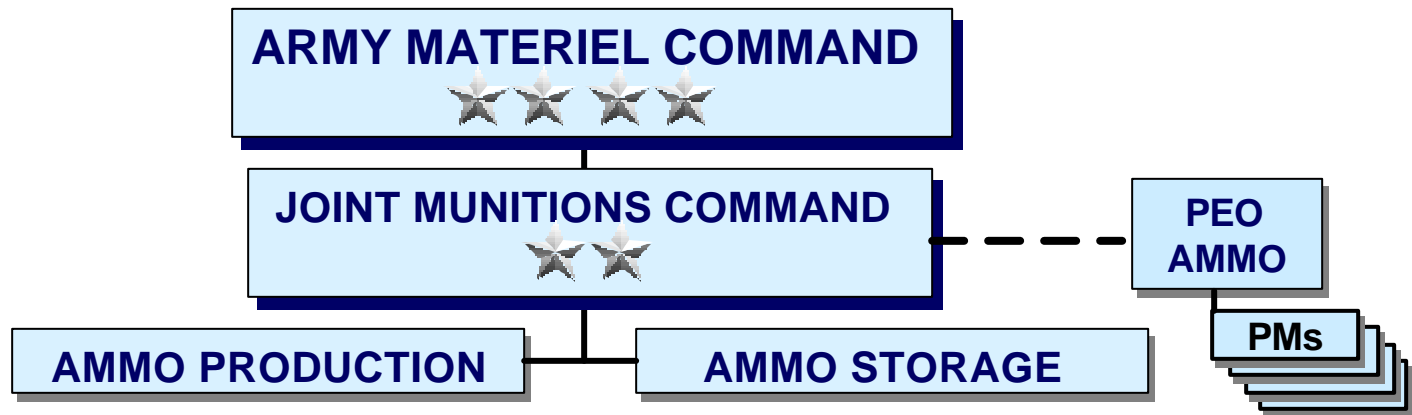 ARMY MATERIEL COMMAND
JOINT MUNITIONS COMMAND
PEO
AMMO
PMs
AMMO PRODUCTION
AMMO STORAGE